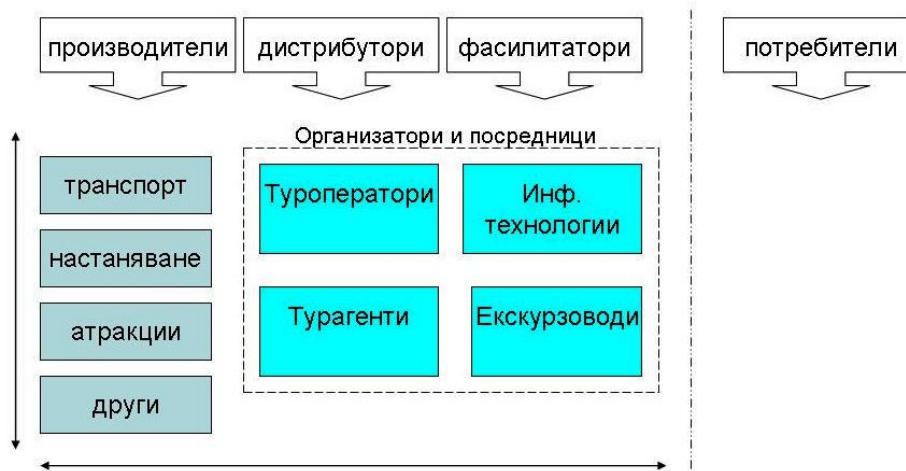 производители
дистрибутори
фасилитатори
потребители
Организатори и посредници
транспорт
настаняване
атракции
други
Туроператори
Инф.
технологии
Турагенти
Екскурзоводи